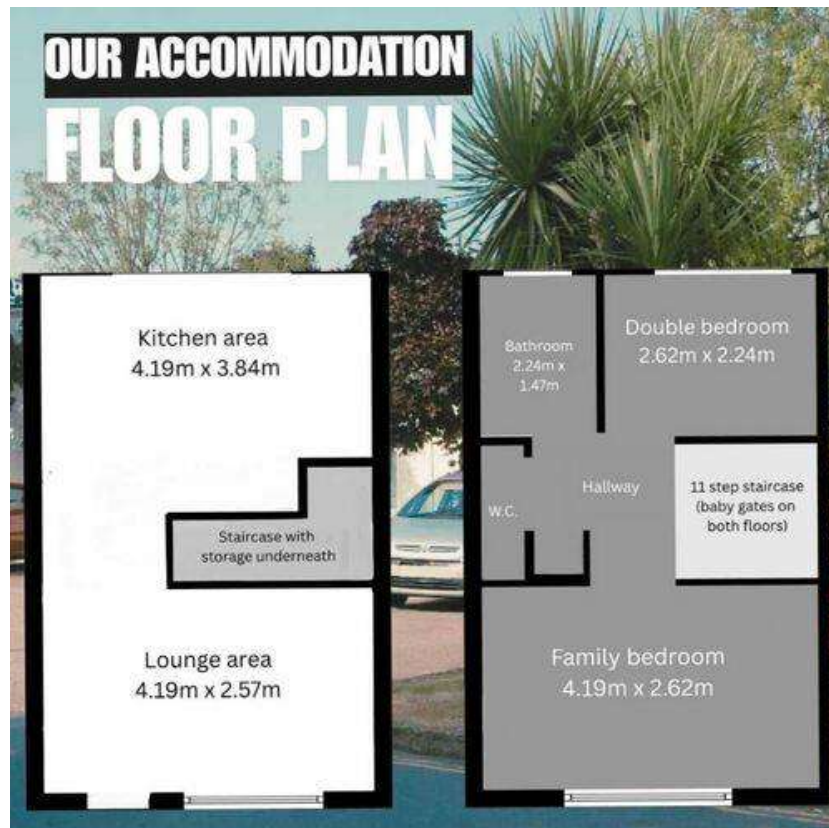 OUR ACCOMMODATION
FLOOR PLAN
Kitchen area
4.19m x 3.84m
Staircase with
storage underneath
Lounge area
4.19m x 2.57m
Bathroom
2.24m x
1.47m
Double bedroom
2.62m x 2.24m
W.C.
Hallway
11 step staircase
(baby gates on
both floors)
Family bedroom
4.19m x 2.62m